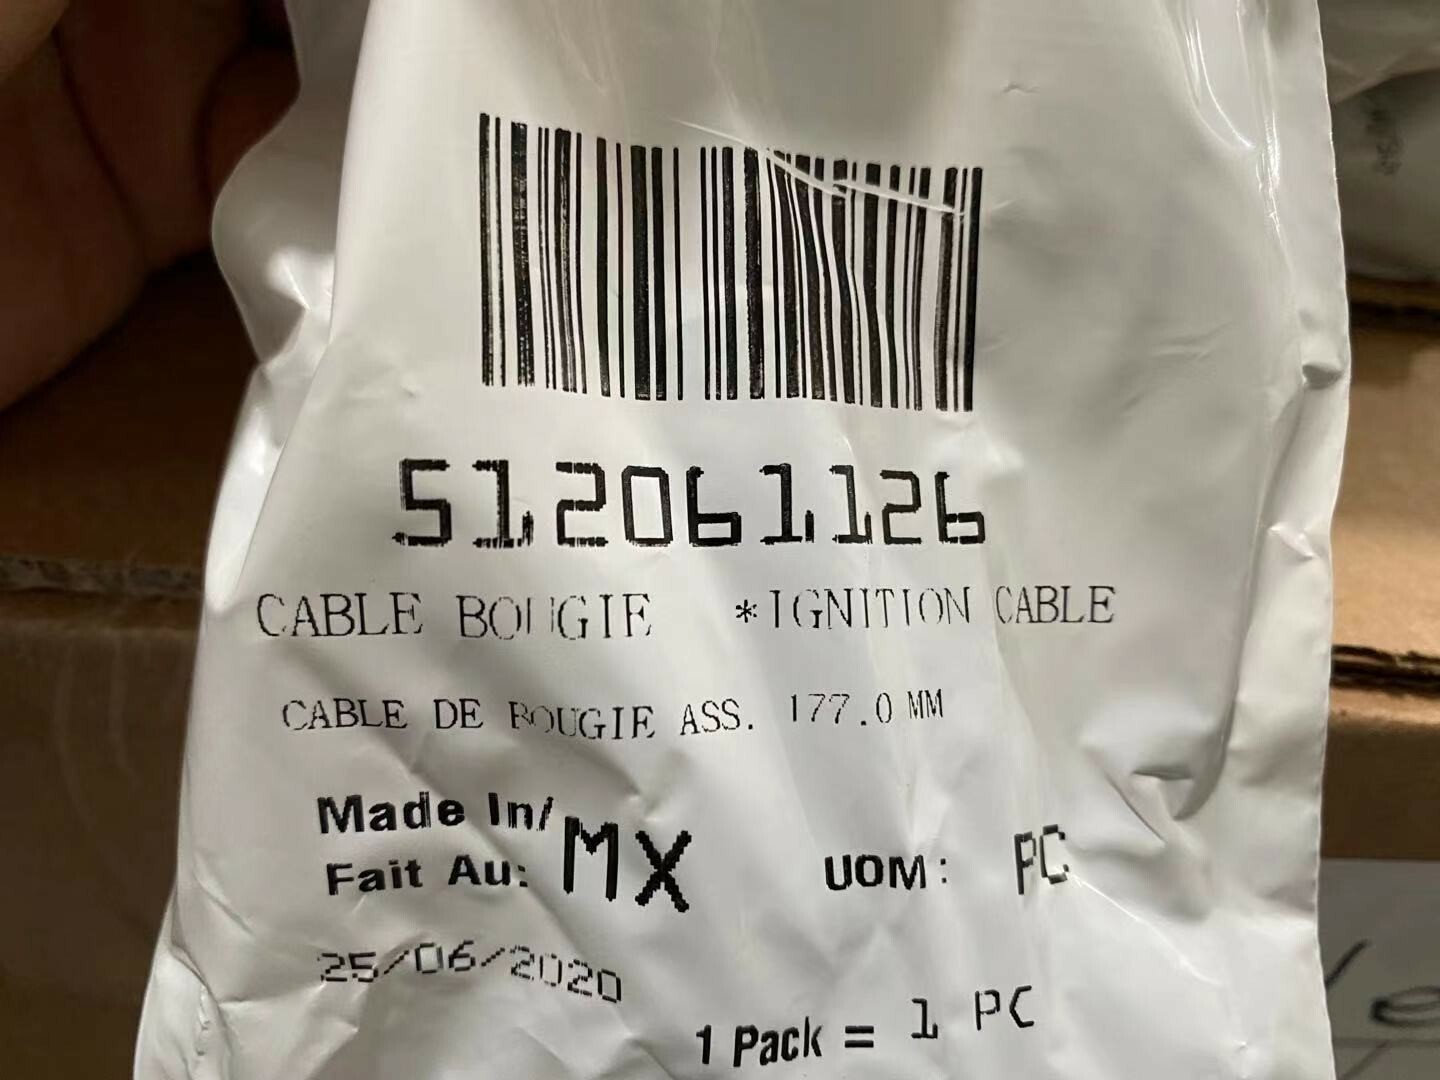 512061126
CABLE BOUGIE *IGNITION CABLE
CABLE DE BOUGIE ASS. 177.0 MM
Made In/
Fait Au: MX
UOM: PC
25/06/2020
1 Pack = 1 PC